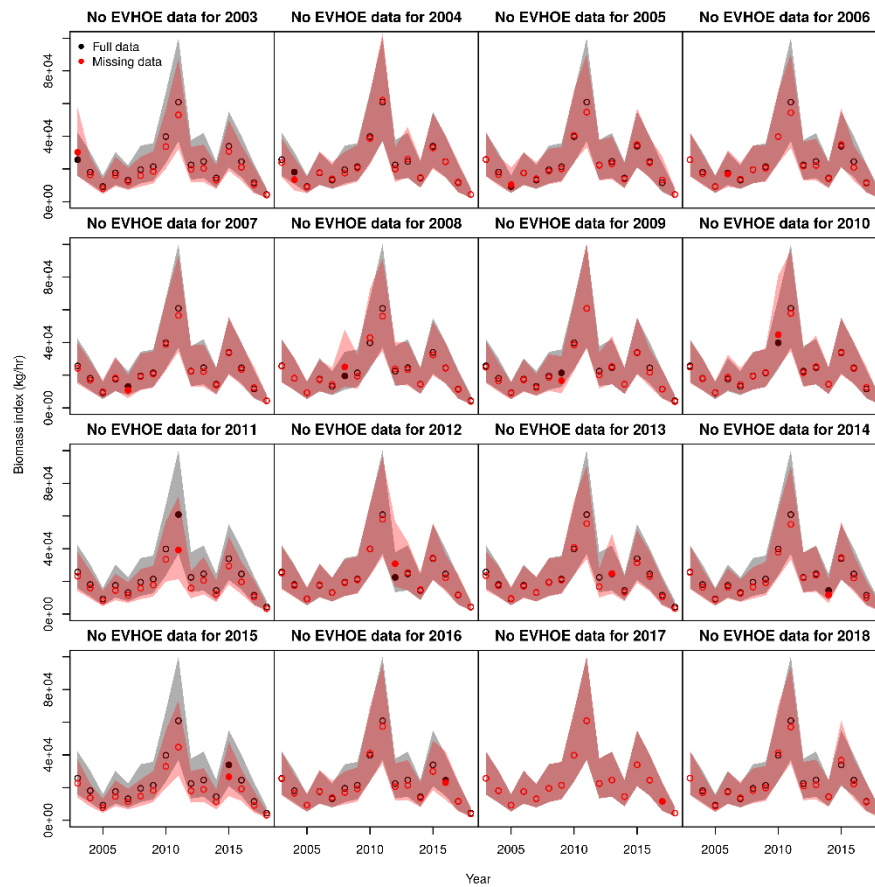 No EVHOE data for 2003 No EVHOE data for 2004 No EVHOE data for 2005 No EVHOE data for 2006
Full data
Missing data
8e+04
4e+04
0e+00
No EVHOE data for 2007 No EVHOE data for 2008 No EVHOE data for 2009 No EVHOE data for 2010
8e+04
4e+04
0e+00
Biomass index (kg/hr)
No EVHOE data for 2011 No EVHOE data for 2012 No EVHOE data for 2013 No EVHOE data for 2014
8e+04
4e+04
0e+00
No EVHOE data for 2015 No EVHOE data for 2016 No EVHOE data for 2017 No EVHOE data for 2018
8e+04
4e+04
0e+00
2005 2010 2015 2005 2010 2015 2005 2010 2015 2005 2010 2015
Year